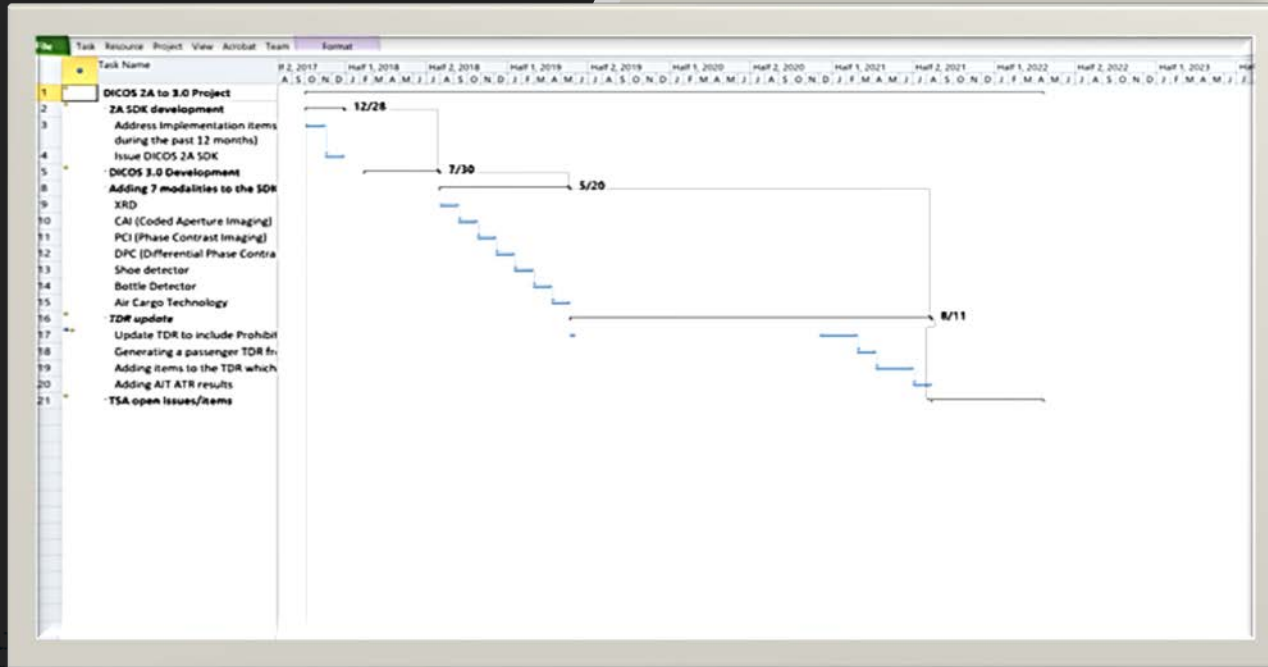 File Task Resource Project View Acrobat Team Format
Task Name
Half 1, 2018 Half 2, 2018 Half 1, 2019 Half 2, 2019 Half 1, 2020 Half 2, 2020 Half 1, 2021 Half 2, 2021 Half 1, 2022 Half 2, 2022 Half 1, 2023
A S O N D J F M A M J J A S O N D J F M A M J J A S O N D J F M A M J J A S O N D J F M A M J J A S O N D J F M A M J J A S O N D J F M A M J
1 DICOS 2A to 3.0 Project
2 2A SDK development 12/28
3 Address Implementation items
during the past 12 months)
4 Issue DICOS 2A SDK
5 DICOS 3.0 Development 7/30
8 Adding 7 modalities to the SDK 5/20
9 XRD
10 CAI (Coded Aperture Imaging)
11 PCI (Phase Contrast Imaging)
12 DPC (Differential Phase Contra
13 Shoe detector
14 Bottle Detector
15 Air Cargo Technology
16 TDR update 8/11
17 Update TDR to include Prohibit
18 Generating a passenger TDR fr
19 Adding items to the TDR which
20 Adding AIT ATR results
21 TSA open Issues/items